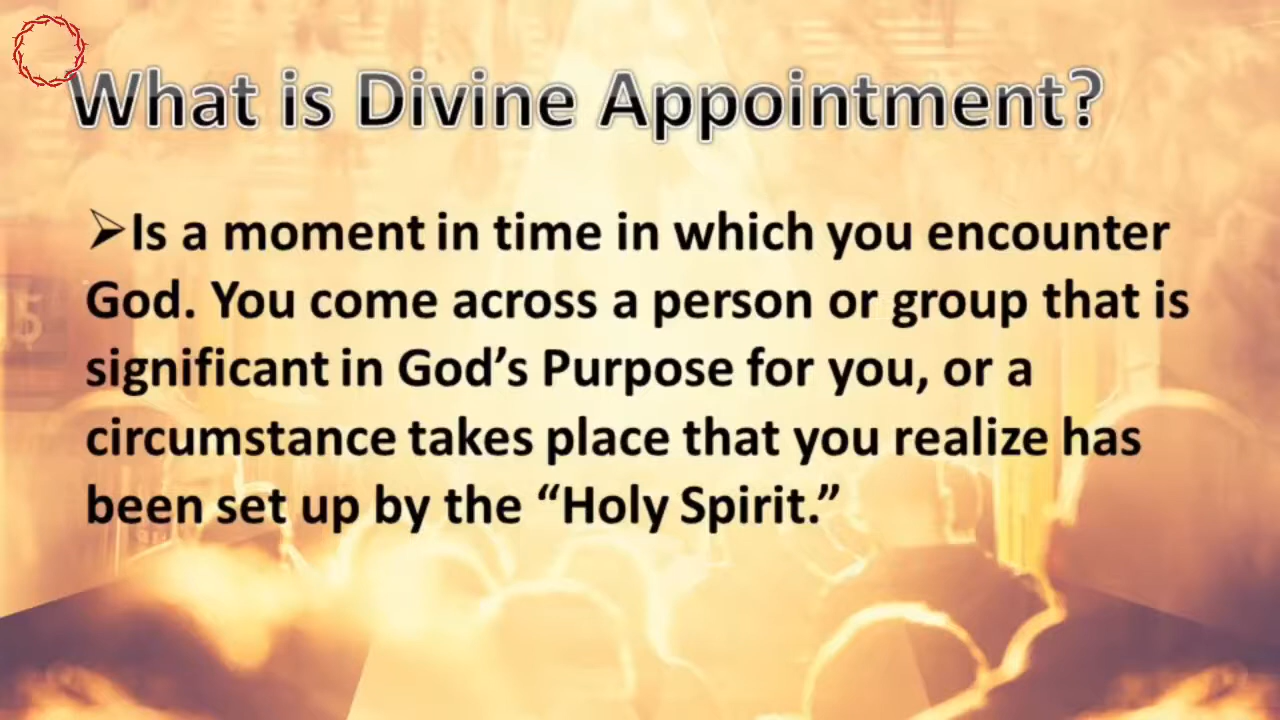 What is Divine Appointment?
➢Is a moment in time in which you encounter
God. You come across a person or group that is
significant in God’s Purpose for you, or a
circumstance takes place that you realize has
been set up by the “Holy Spirit.”